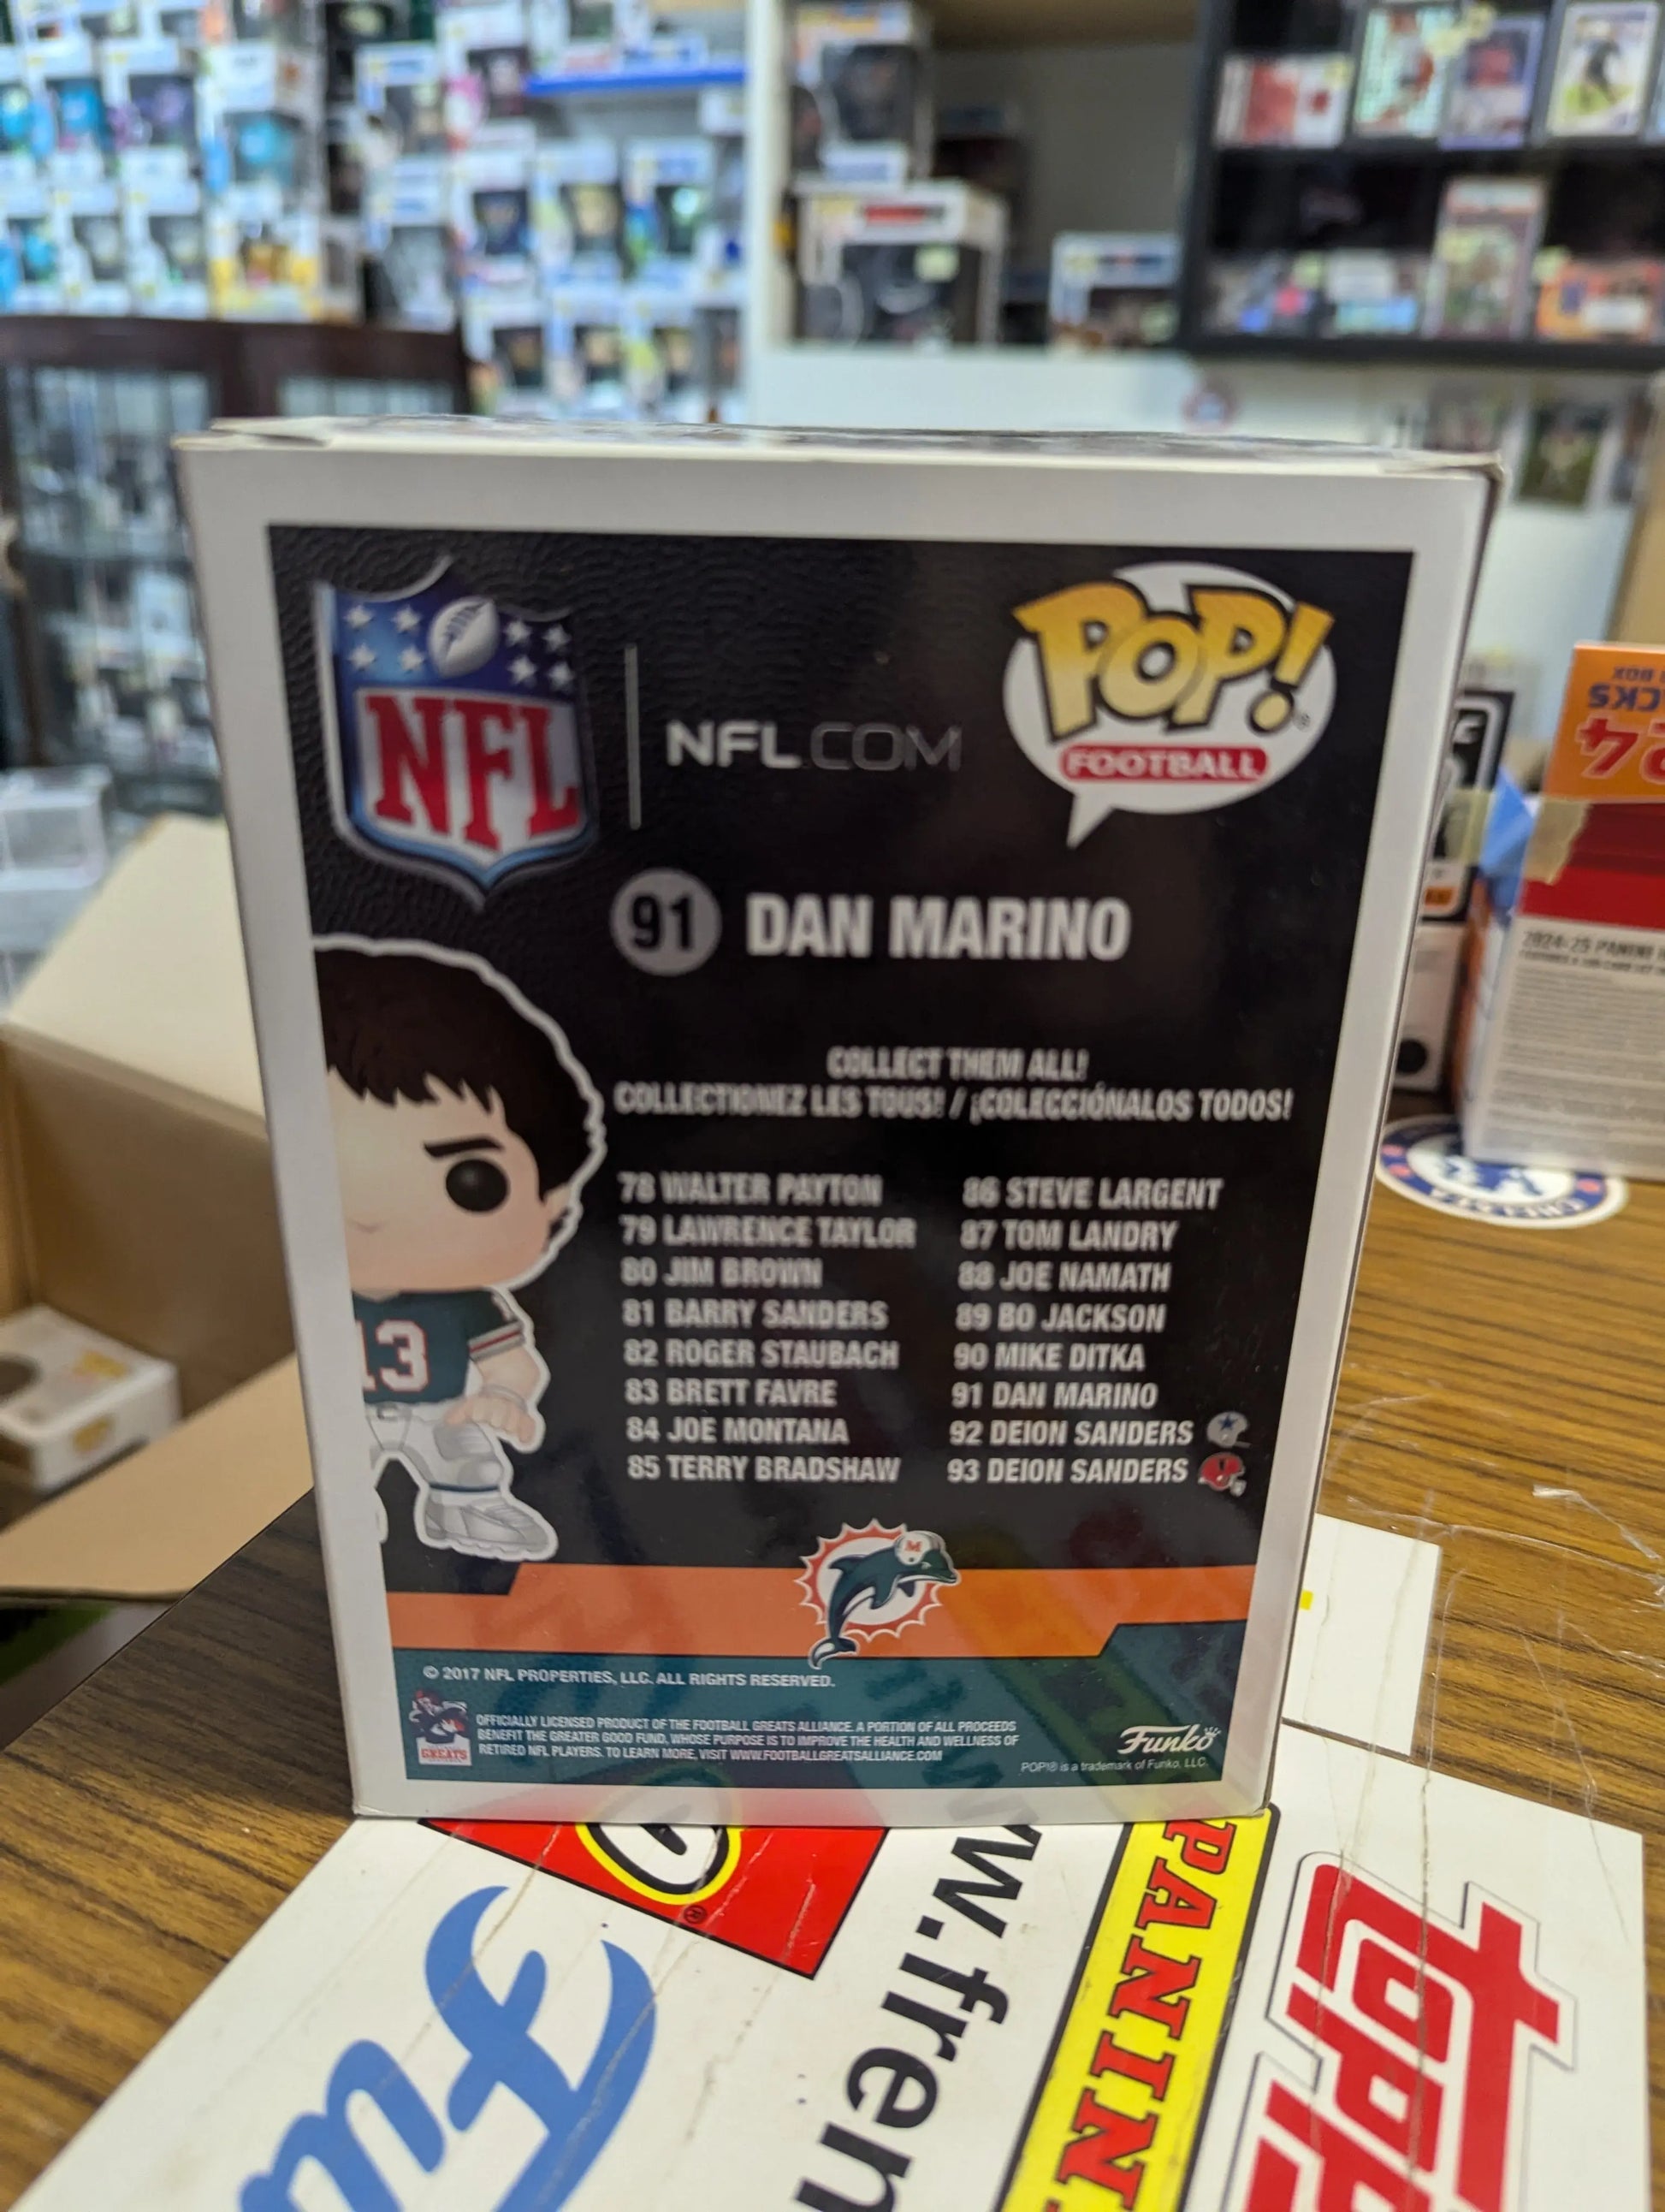 NFL
NFL.COM
POP!
FOOTBALL
91 DAN MARINO
COLLECT THEM ALL!
COLLECTIONEZ LES TOUS! / ¡COLECCIÓNALOS TODOS!
78 WALTER PAYTON
79 LAWRENCE TAYLOR
80 JIM BROWN
81 BARRY SANDERS
82 ROGER STAUBACH
83 BRETT FAVRE
84 JOE MONTANA
85 TERRY BRADSHAW
86 STEVE LARGENT
87 TOM LANDRY
88 JOE NAMATH
89 BO JACKSON
90 MIKE DITKA
91 DAN MARINO
92 DEION SANDERS
93 DEION SANDERS
13
M
© 2017 NFL PROPERTIES, LLC. ALL RIGHTS RESERVED.
GREATS
OFFICIALLY LICENSED PRODUCT OF THE FOOTBALL GREATS ALLIANCE. A PORTION OF ALL PROCEEDS
BENEFIT THE GREATER GOOD FUND, WHOSE PURPOSE IS TO IMPROVE THE HEALTH AND WELLNESS OF
RETIRED NFL PLAYERS. TO LEARN MORE, VISIT WWW.FOOTBALLGREATSALLIANCE.COM
Funko
POP!® is a trademark of Funko, LLC.
BOX
24
2024-25 PANINI
w.fren
PANINI
topp